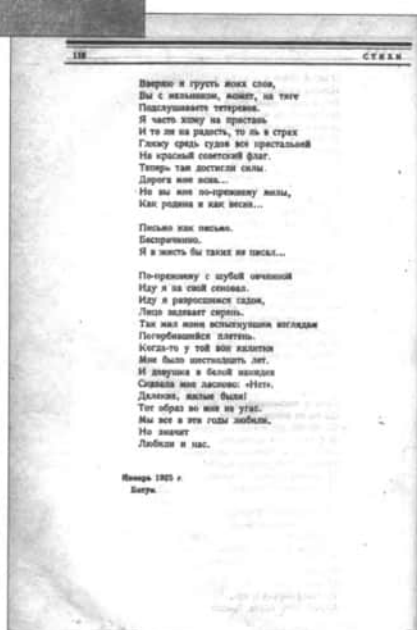 СТИХИ
Вверяю я грусть моих слов,
Вы с мельником, может, на тяге
Подслушиваете тетеревов.
Я часто хожу на пристань
И то ли на радость, то ль в страх
Гляжу средь судов все пристальней
На красный советский флаг.
Теперь там достигли силы.
Дорога мне ясна...
Но вы мне по-прежнему милы,
Как родина и как весна...
Письмо как письмо.
Беспричинно.
Я в жисть бы таких не писал...
По-прежнему с шубой овчинной
Иду я на свой сеновал.
Иду я разросшимся садом,
Лицо задевает сирень.
Так мил моим вспыхнувшим взглядам
Погорбившийся плетень.
Когда-то у той вон калитки
Мне было шестнадцать лет.
И девушка в белой накидке
Сказала мне ласково: «Нет».
Далекие, милые были!
Тот образ во мне не угас.
Мы все в эти годы любили,
Но значит
Любили и нас.
Январь 1925 г.
Батум.